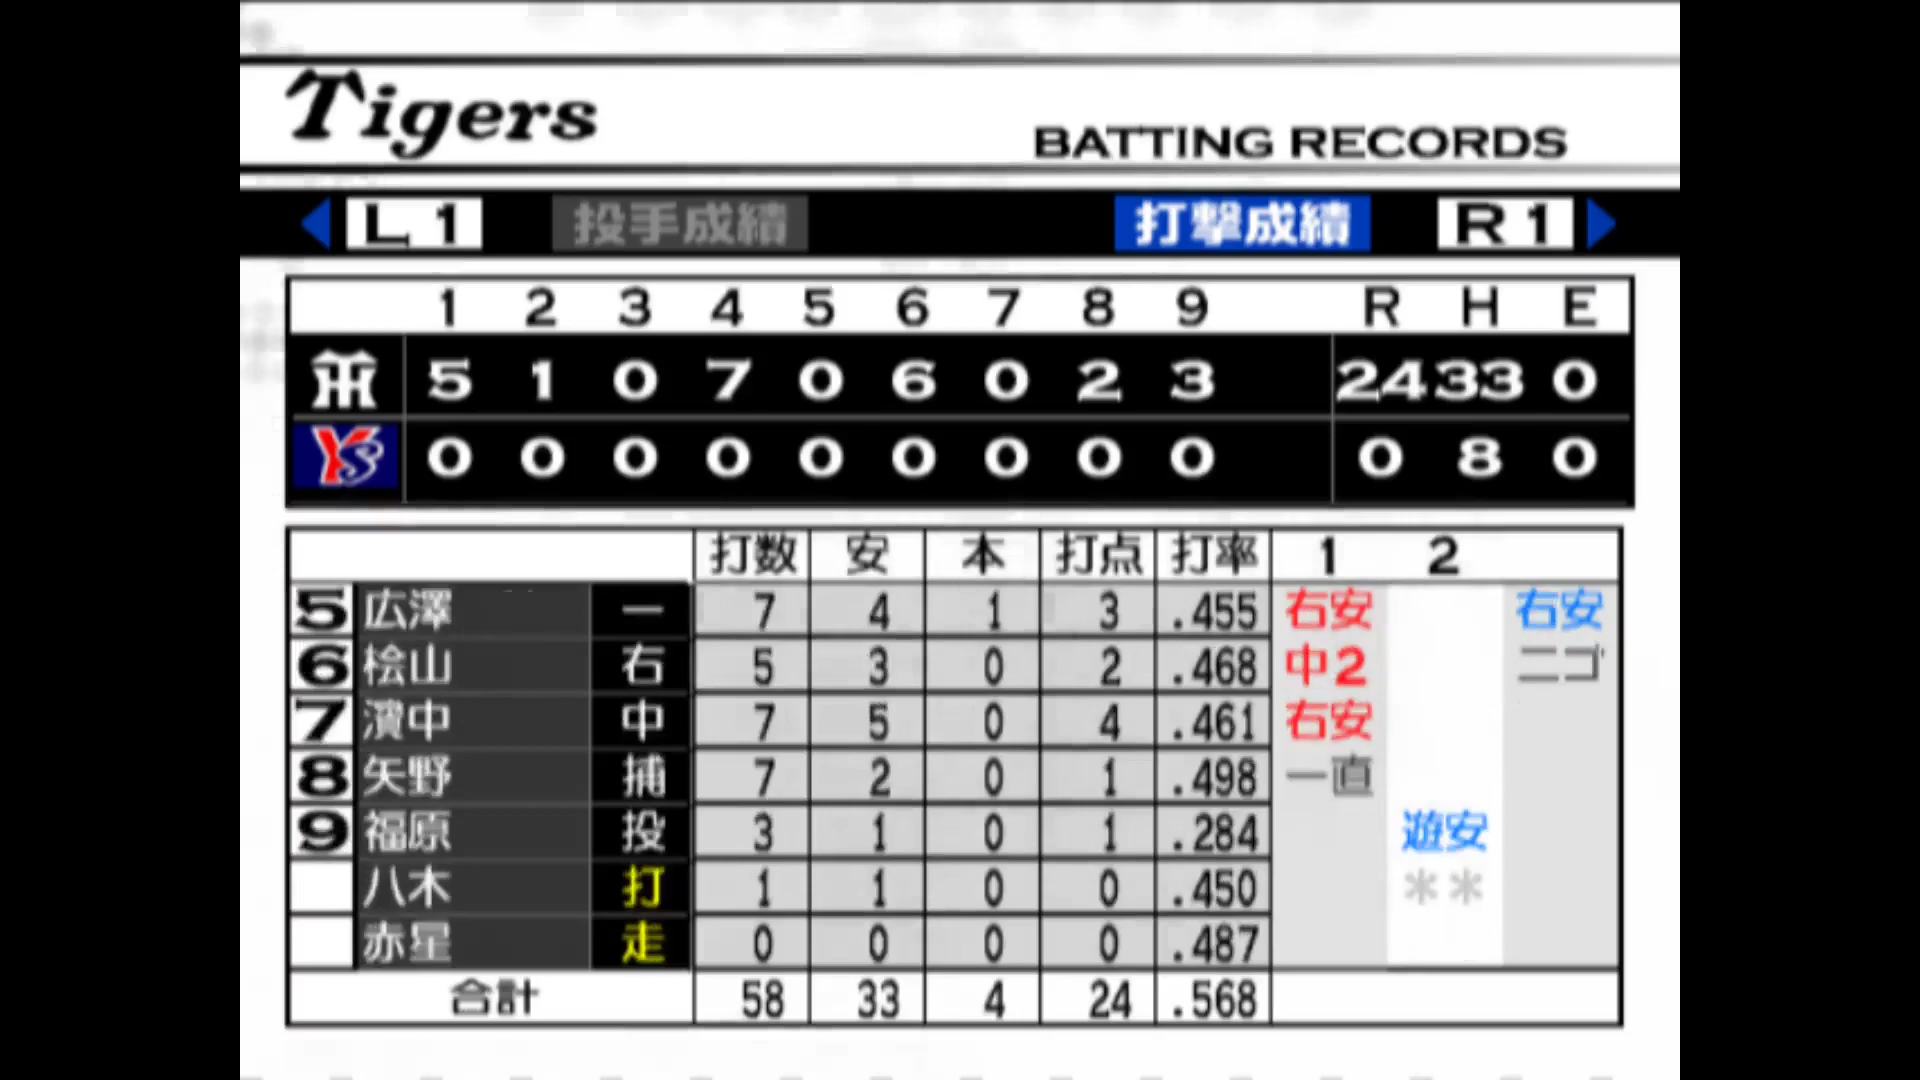 Tigers
BATTING RECORDS
L1 投手成績 打撃成績 R1
1 2 3 4 5 6 7 8 9 R H E
TH 5 1 0 7 0 6 0 2 3 24 33 0
YS 0 0 0 0 0 0 0 0 0 0 8 0
打数 安 本 打点 打率 1 2
5 広澤 一 7 4 1 3 .455 右安 右安
6 桧山 右 5 3 0 2 .468 中2 二ゴ
7 濱中 中 7 5 0 4 .461 右安
8 矢野 捕 7 2 0 1 .498 一直
9 福原 投 3 1 0 1 .284 遊安
八木 打 1 1 0 0 .450 **
赤星 走 0 0 0 0 .487
合計 58 33 4 24 .568